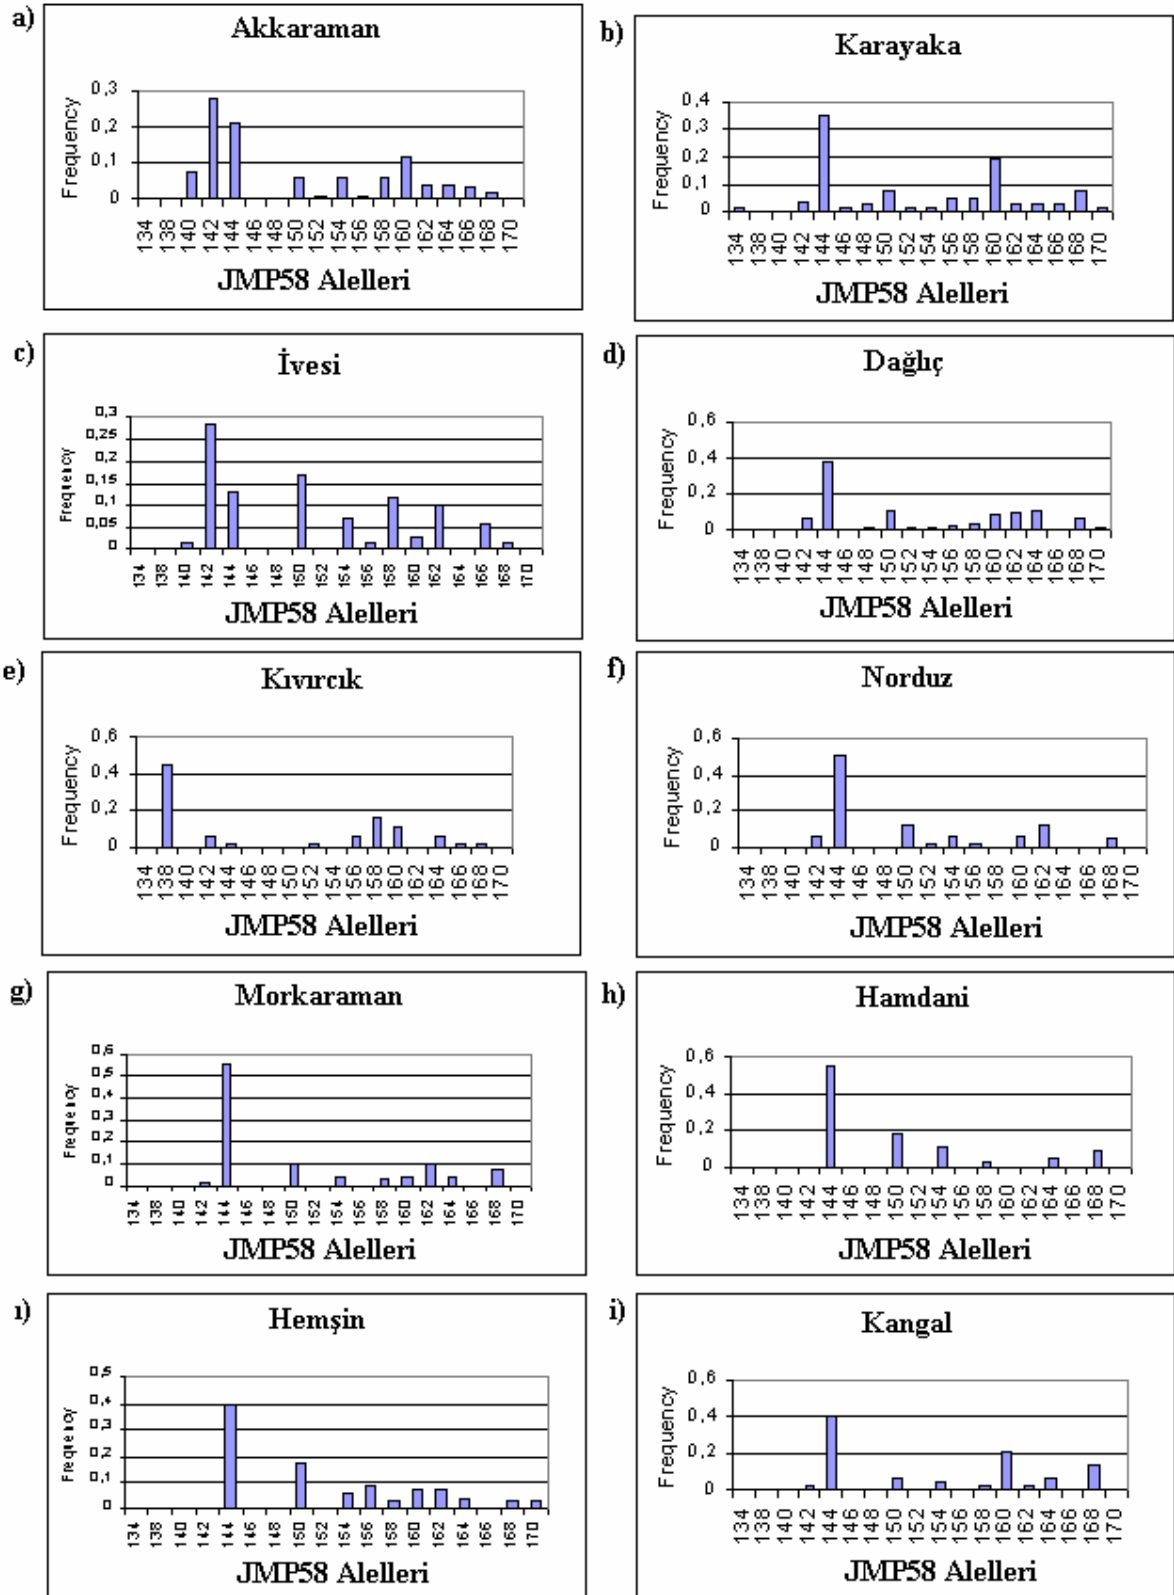 a)
Akkaraman
Frequency
0,3
0,2
0,1
0
134 138 140 142 144 148 150 152 154 156 158 160 162 164 166 168 170
JMP58 Alelleri
b)
Karayaka
Frequency
0,4
0,3
0,2
0,1
0
134 138 140 142 144 146 148 150 152 154 156 158 160 162 164 166 168 170
JMP58 Alelleri
c)
İvesi
Frequency
0,3
0,25
0,2
0,15
0,1
0,05
0
134 138 140 142 144 148 150 154 156 158 160 162 164 166 168 170
JMP58 Alelleri
d)
Dağlıç
Frequency
0,6
0,4
0,2
0
134 138 140 142 144 146 148 150 152 154 156 158 160 162 164 166 168 170
JMP58 Alelleri
e)
Kıvırcık
Frequency
0,6
0,4
0,2
0
134 138 140 142 144 148 150 152 154 156 158 160 162 164 166 168 170
JMP58 Alelleri
f)
Norduz
Frequency
0,6
0,4
0,2
0
134 138 140 142 144 146 148 150 152 154 156 158 160 162 164 168 170
JMP58 Alelleri
g)
Morkaraman
Frequency
0,6
0,5
0,4
0,3
0,2
0,1
0
134 138 140 142 144 146 148 150 152 154 156 158 160 162 164 166 168 170
JMP58 Alelleri
h)
Hamdani
Frequency
0,6
0,4
0,2
0
134 138 140 142 144 146 148 150 152 154 156 158 160 162 164 166 168 170
JMP58 Alelleri
ı)
Hemşin
Frequency
0,5
0,4
0,3
0,2
0,1
0
134 138 140 142 144 146 148 150 152 154 156 158 160 162 164 166 168 170
JMP58 Alelleri
i)
Kangal
Frequency
0,6
0,4
0,2
0
134 138 140 142 144 146 148 150 152 154 156 158 160 162 164 166 168 170
JMP58 Alelleri